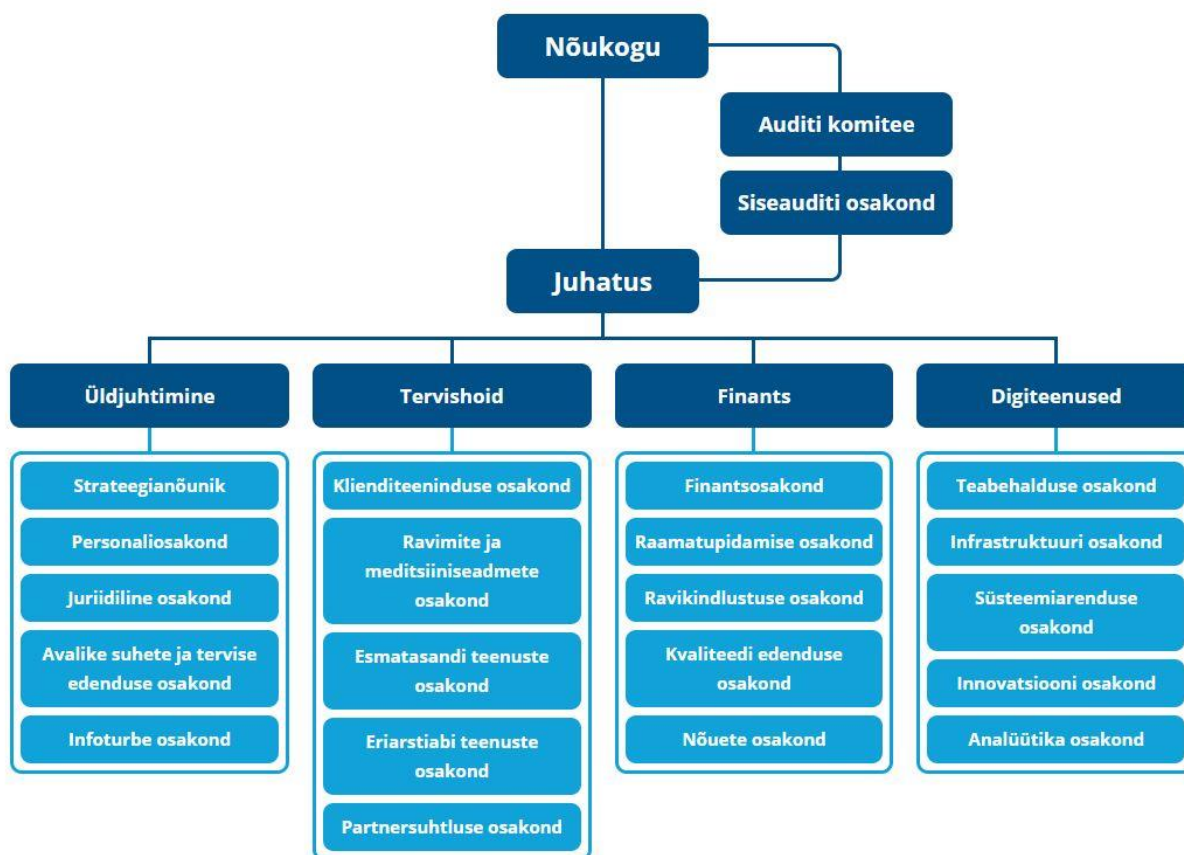 Nõukogu
Auditi komitee
Siseauditi osakond
Juhatus
Üldjuhtimine
Strateegianõunik
Personaliosakond
Juriidiline osakond
Avalike suhete ja tervise
edenduse osakond
Infoturbe osakond
Tervishoid
Klienditeeninduse osakond
Ravimite ja
meditsiiniseadmete
osakond
Esmatasandi teenuste
osakond
Eriarstiabi teenuste
osakond
Partnersuhtluse osakond
Finants
Finantsosakond
Raamatupidamise osakond
Ravikindlustuse osakond
Kvaliteedi edenduse
osakond
Nõuete osakond
Digiteenused
Teabehalduse osakond
Infrastruktuuri osakond
Süsteemiarenduse
osakond
Innovatsiooni osakond
Analüütika osakond